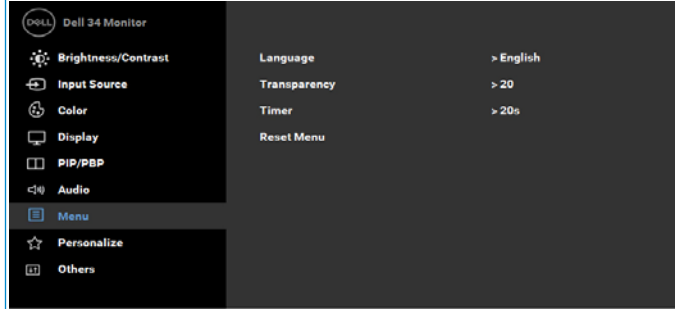 DELL Dell 34 Monitor
Brightness/Contrast Language > English
Input Source Transparency > 20
Color Timer > 20s
Display Reset Menu
PIP/PBP
Audio
Menu
Personalize
Others